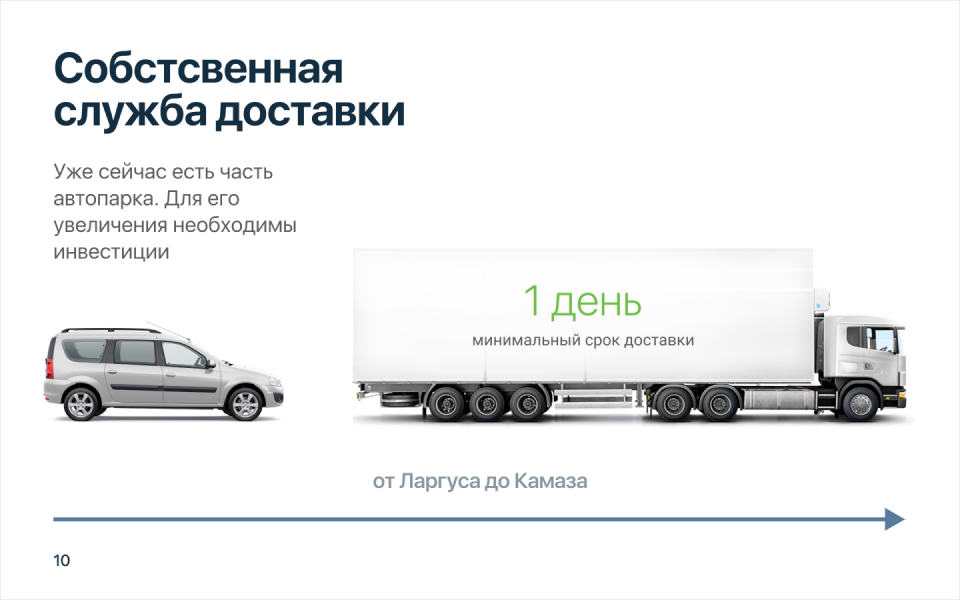 Собстсвенная
служба доставки
Уже сейчас есть часть
автопарка. Для его
увеличения необходимы
инвестиции
1 день
минимальный срок доставки
от Ларгуса до Камаза
10